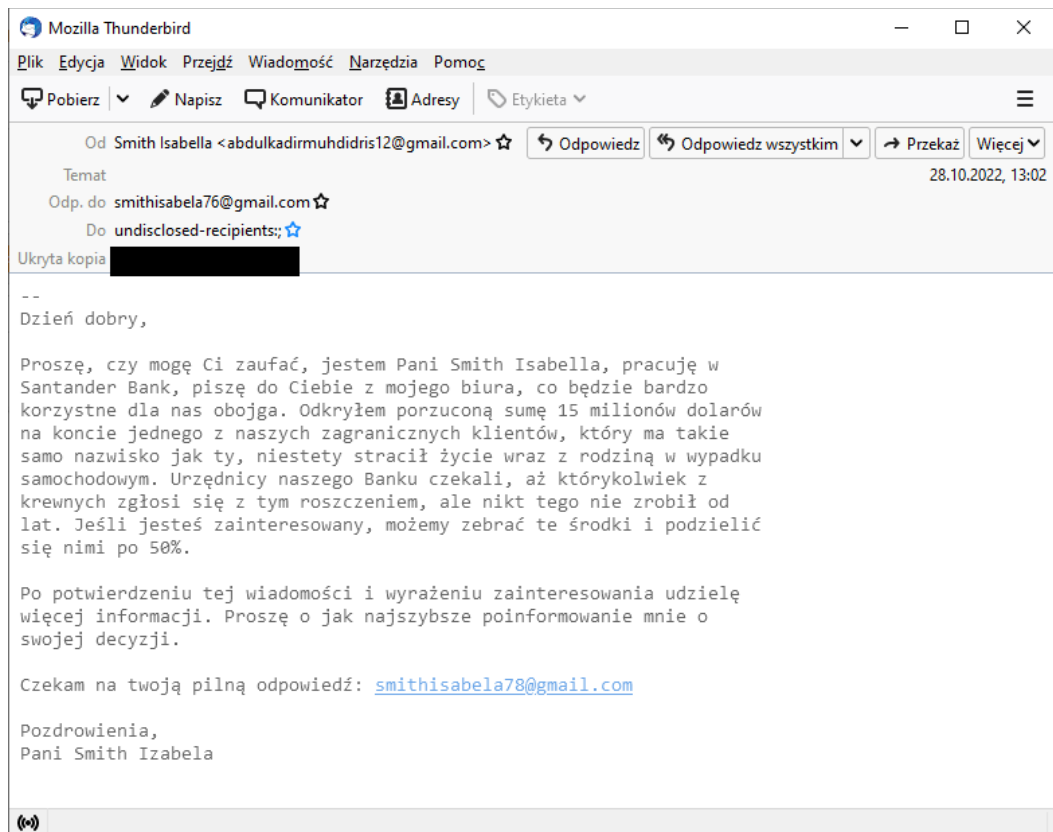 Mozilla Thunderbird
Plik Edycja Widok Przejdź Wiadomość Narzędzia Pomoc
Pobierz Napisz Komunikator Adresy Etykieta
Od Smith Isabella <abdulkadirmuhdidris12@gmail.com> Odpowiedz Odpowiedz wszystkim Przekaż Więcej
Temat 28.10.2022, 13:02
Odp. do smithisabela76@gmail.com
Do undisclosed-recipients:;
Ukryta kopia
--
Dzień dobry,
Proszę, czy mogę Ci zaufać, jestem Pani Smith Isabella, pracuję w
Santander Bank, piszę do Ciebie z mojego biura, co będzie bardzo
korzystne dla nas obojga. Odkryłem porzuconą sumę 15 milionów dolarów
na koncie jednego z naszych zagranicznych klientów, który ma takie
samo nazwisko jak ty, niestety stracił życie wraz z rodziną w wypadku
samochodowym. Urzędnicy naszego Banku czekali, aż którykolwiek z
krewnych zgłosi się z tym roszczeniem, ale nikt tego nie zrobił od
lat. Jeśli jesteś zainteresowany, możemy zebrać te środki i podzielić
się nimi po 50%.
Po potwierdzeniu tej wiadomości i wyrażeniu zainteresowania udzielę
więcej informacji. Proszę o jak najszybsze poinformowanie mnie o
swojej decyzji.
Czekam na twoją pilną odpowiedź: smithisabela78@gmail.com
Pozdrowienia,
Pani Smith Izabela